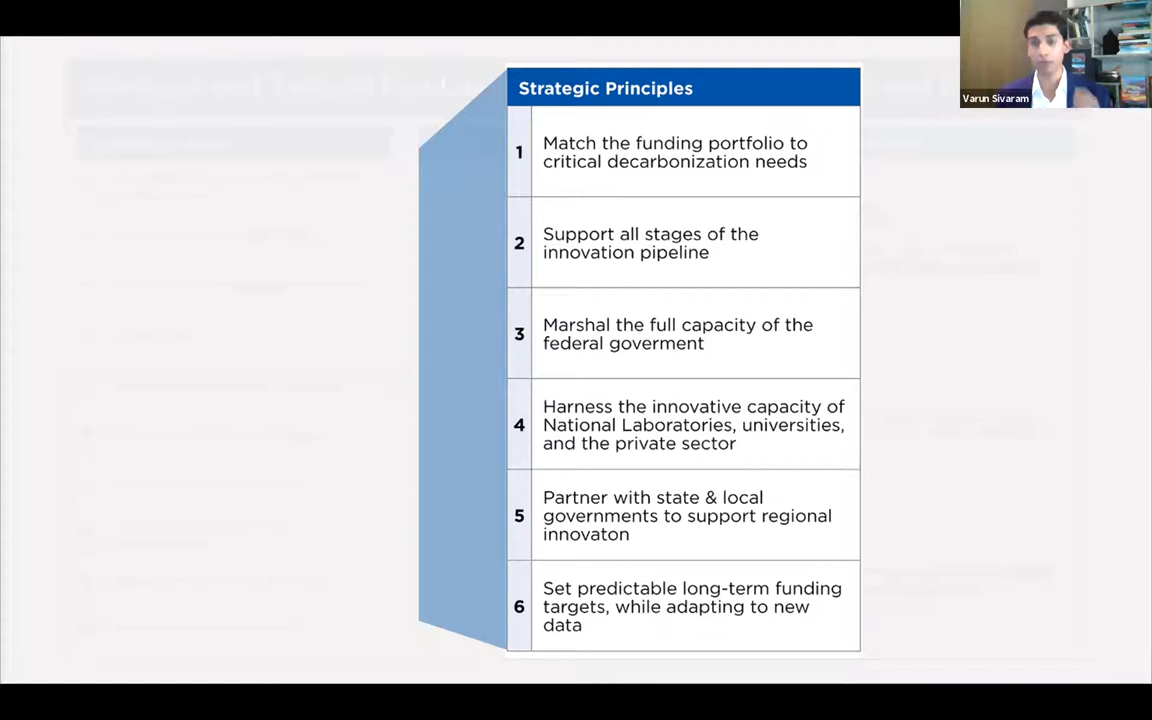 Strategic Principles
1
Match the funding portfolio to
critical decarbonization needs
2
Support all stages of the
innovation pipeline
3
Marshal the full capacity of the
federal goverment
4
Harness the innovative capacity of
National Laboratories, universities,
and the private sector
5
Partner with state & local
governments to support regional
innovaton
6
Set predictable long-term funding
targets, while adapting to new
data
Varun Sivaram